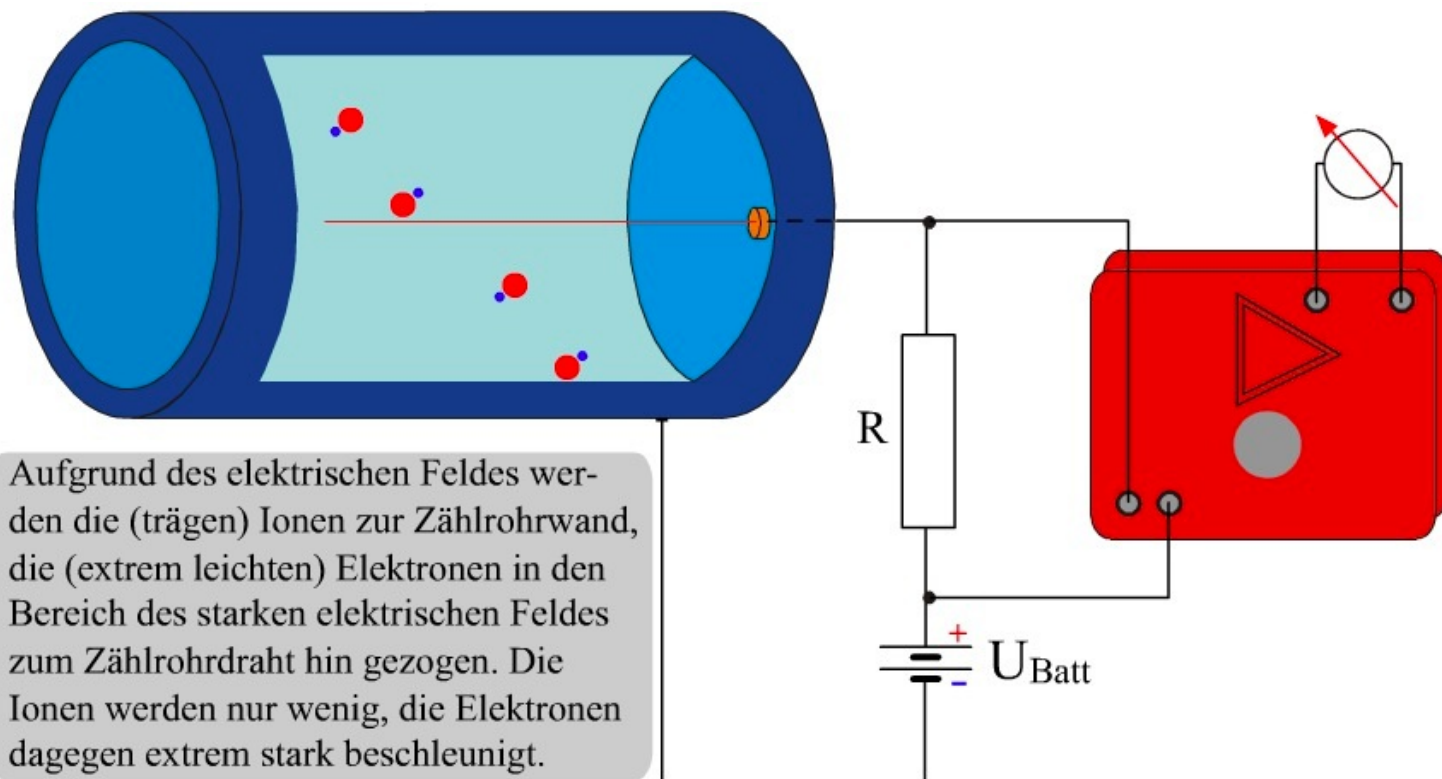 R
+
U_Batt
-
Aufgrund des elektrischen Feldes wer-
den die (trägen) Ionen zur Zählrohrwand,
die (extrem leichten) Elektronen in den
Bereich des starken elektrischen Feldes
zum Zählrohrdraht hin gezogen. Die
Ionen werden nur wenig, die Elektronen
dagegen extrem stark beschleunigt.